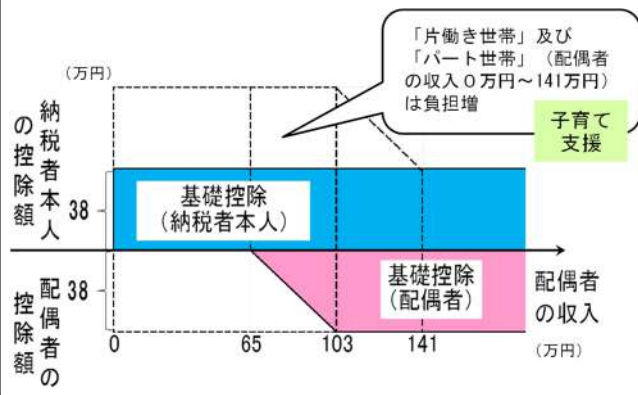 「片働き世帯」及び
「パート世帯」(配偶者
の収入0万円～141万円)
は負担増
子育て
支援
(万円)
納税者本人
の控除額
38
基礎控除
(納税者本人)
38
配偶者の
控除額
基礎控除
(配偶者)
配偶者
の収入
0
65
103
141
(万円)